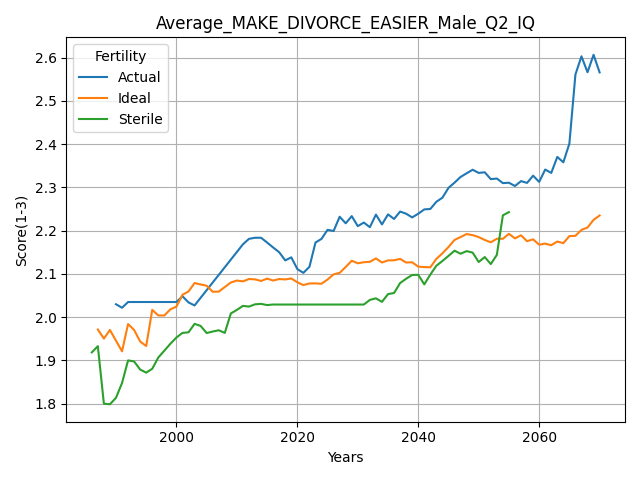 Average_MAKE_DIVORCE_EASIER_Male_Q2_IQ
Fertility
Actual
Ideal
Sterile
Score(1-3)
2.6
2.5
2.4
2.3
2.2
2.1
2.0
1.9
1.8
2000
2020
2040
2060
Years